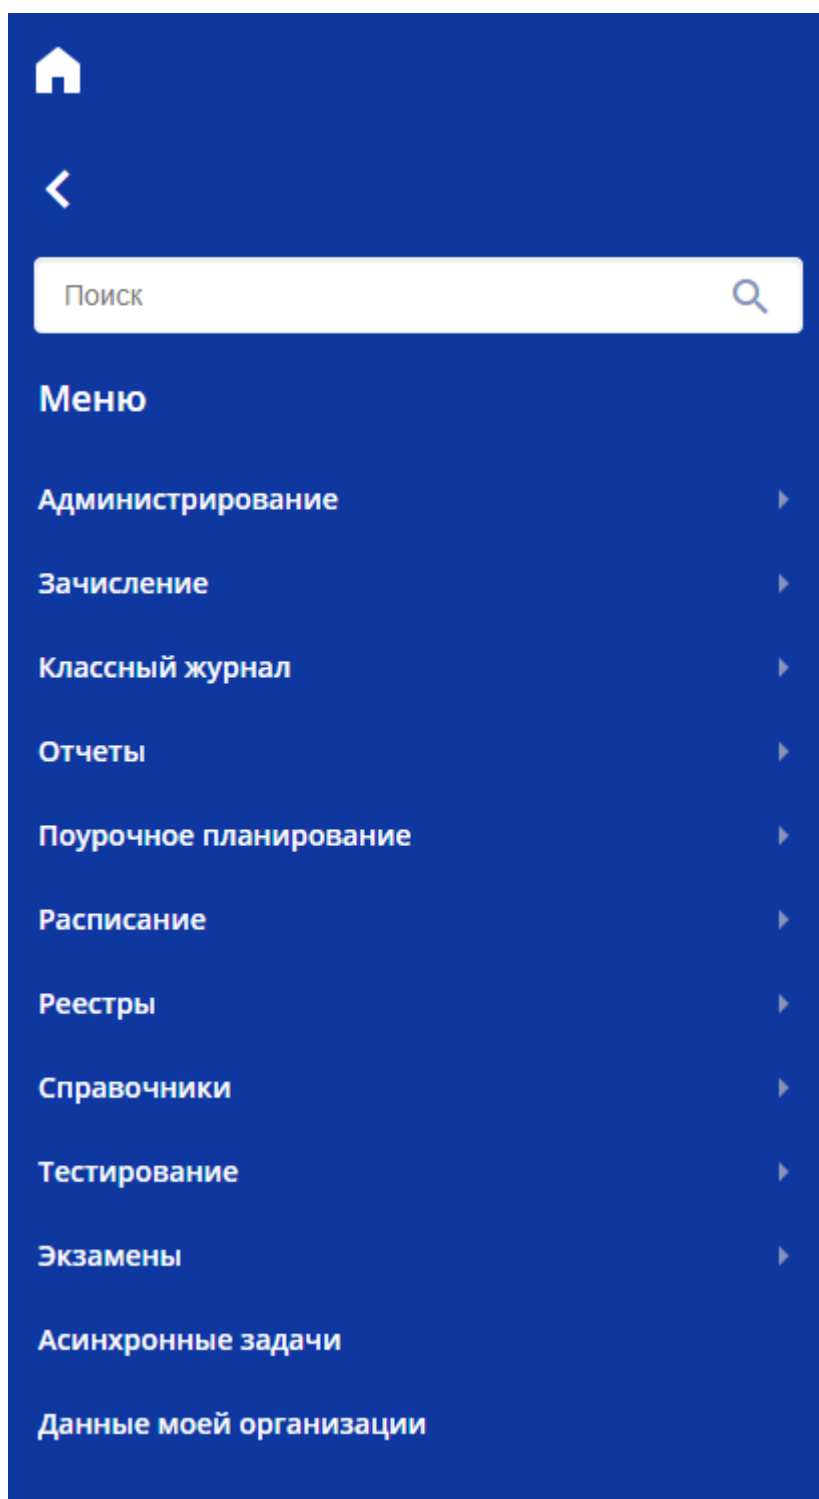 Поиск
Меню
Администрирование
Зачисление
Классный журнал
Отчеты
Поурочное планирование
Расписание
Реестры
Справочники
Тестирование
Экзамены
Асинхронные задачи
Данные моей организации